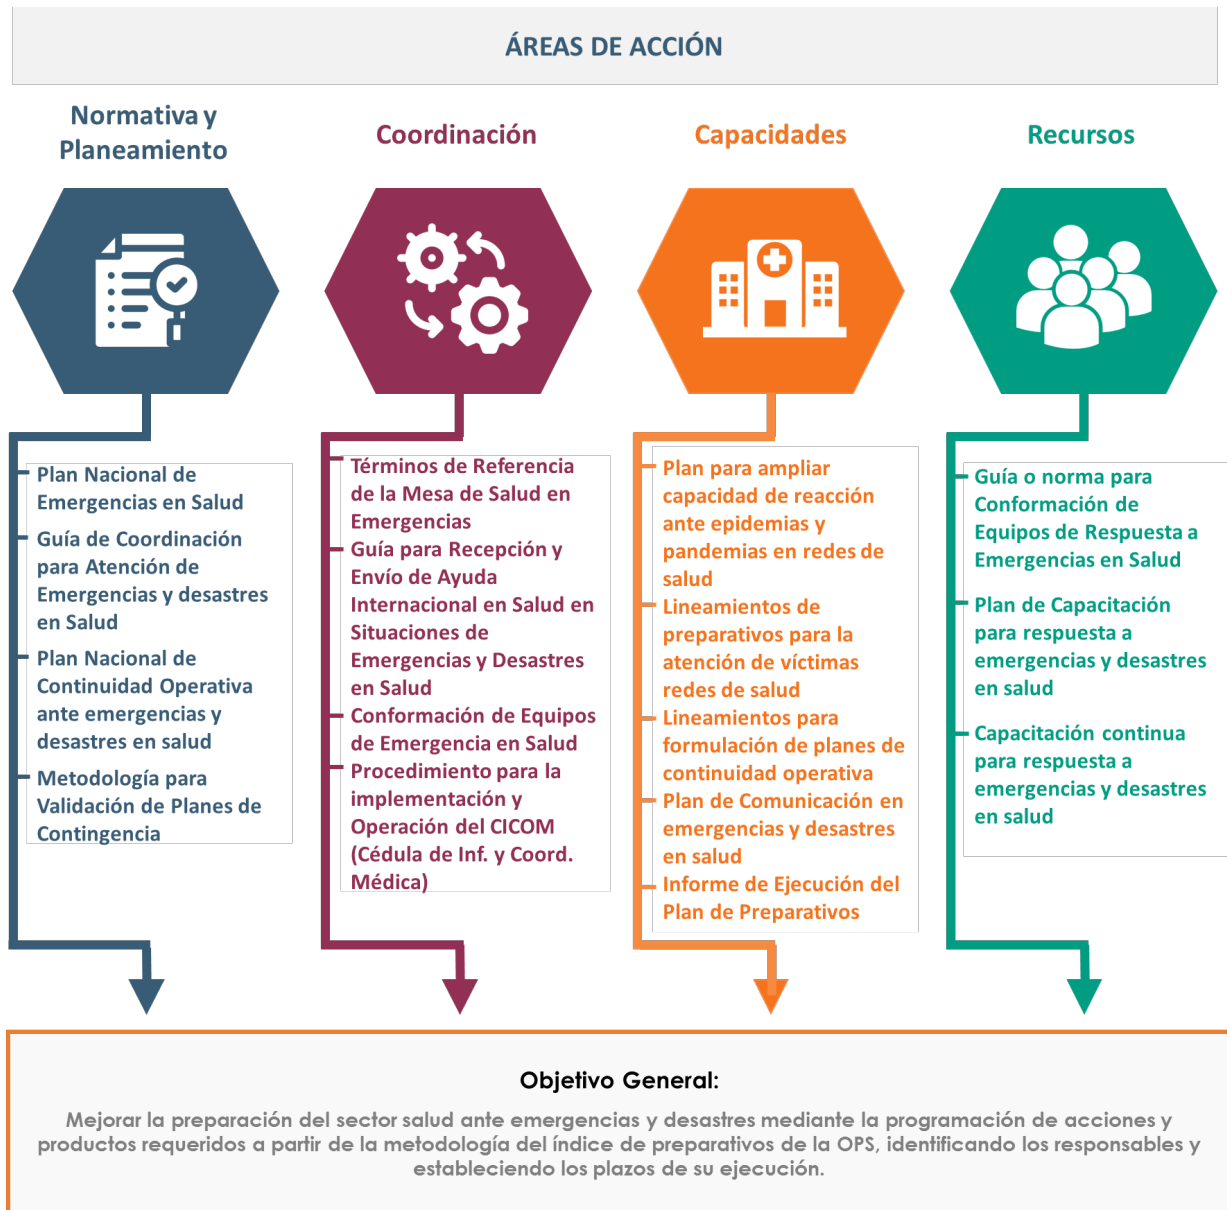 ÁREAS DE ACCIÓN
Normativa y
Planeamiento
Plan Nacional de
Emergencias en Salud
Guía de Coordinación
para Atención de
Emergencias y desastres
en Salud
Plan Nacional de
Continuidad Operativa
ante emergencias y
desastres en salud
Metodología para
Validación de Planes de
Contingencia
Coordinación
Términos de Referencia
de la Mesa de Salud en
Emergencias
Guía para Recepción y
Envío de Ayuda
Internacional en Salud en
Situaciones de
Emergencias y Desastres
en Salud
Conformación de Equipos
de Emergencia en Salud
Procedimiento para la
implementación y
Operación del CICOM
(Cédula de Inf. y Coord.
Médica)
Capacidades
Plan para ampliar
capacidad de reacción
ante epidemias y
pandemias en redes de
salud
Lineamientos de
preparativos para la
atención de víctimas
redes de salud
Lineamientos para
formulación de planes de
continuidad operativa
Plan de Comunicación en
emergencias y desastres
en salud
Informe de Ejecución del
Plan de Preparativos
Recursos
Guía o norma para
Conformación de
Equipos de Respuesta a
Emergencias en Salud
Plan de Capacitación
para respuesta a
emergencias y desastres
en salud
Capacitación continua
para respuesta a
emergencias y desastres
en salud
Objetivo General:
Mejorar la preparación del sector salud ante emergencias y desastres mediante la programación de acciones y
productos requeridos a partir de la metodología del índice de preparativos de la OPS, identificando los responsables y
estableciendo los plazos de su ejecución.